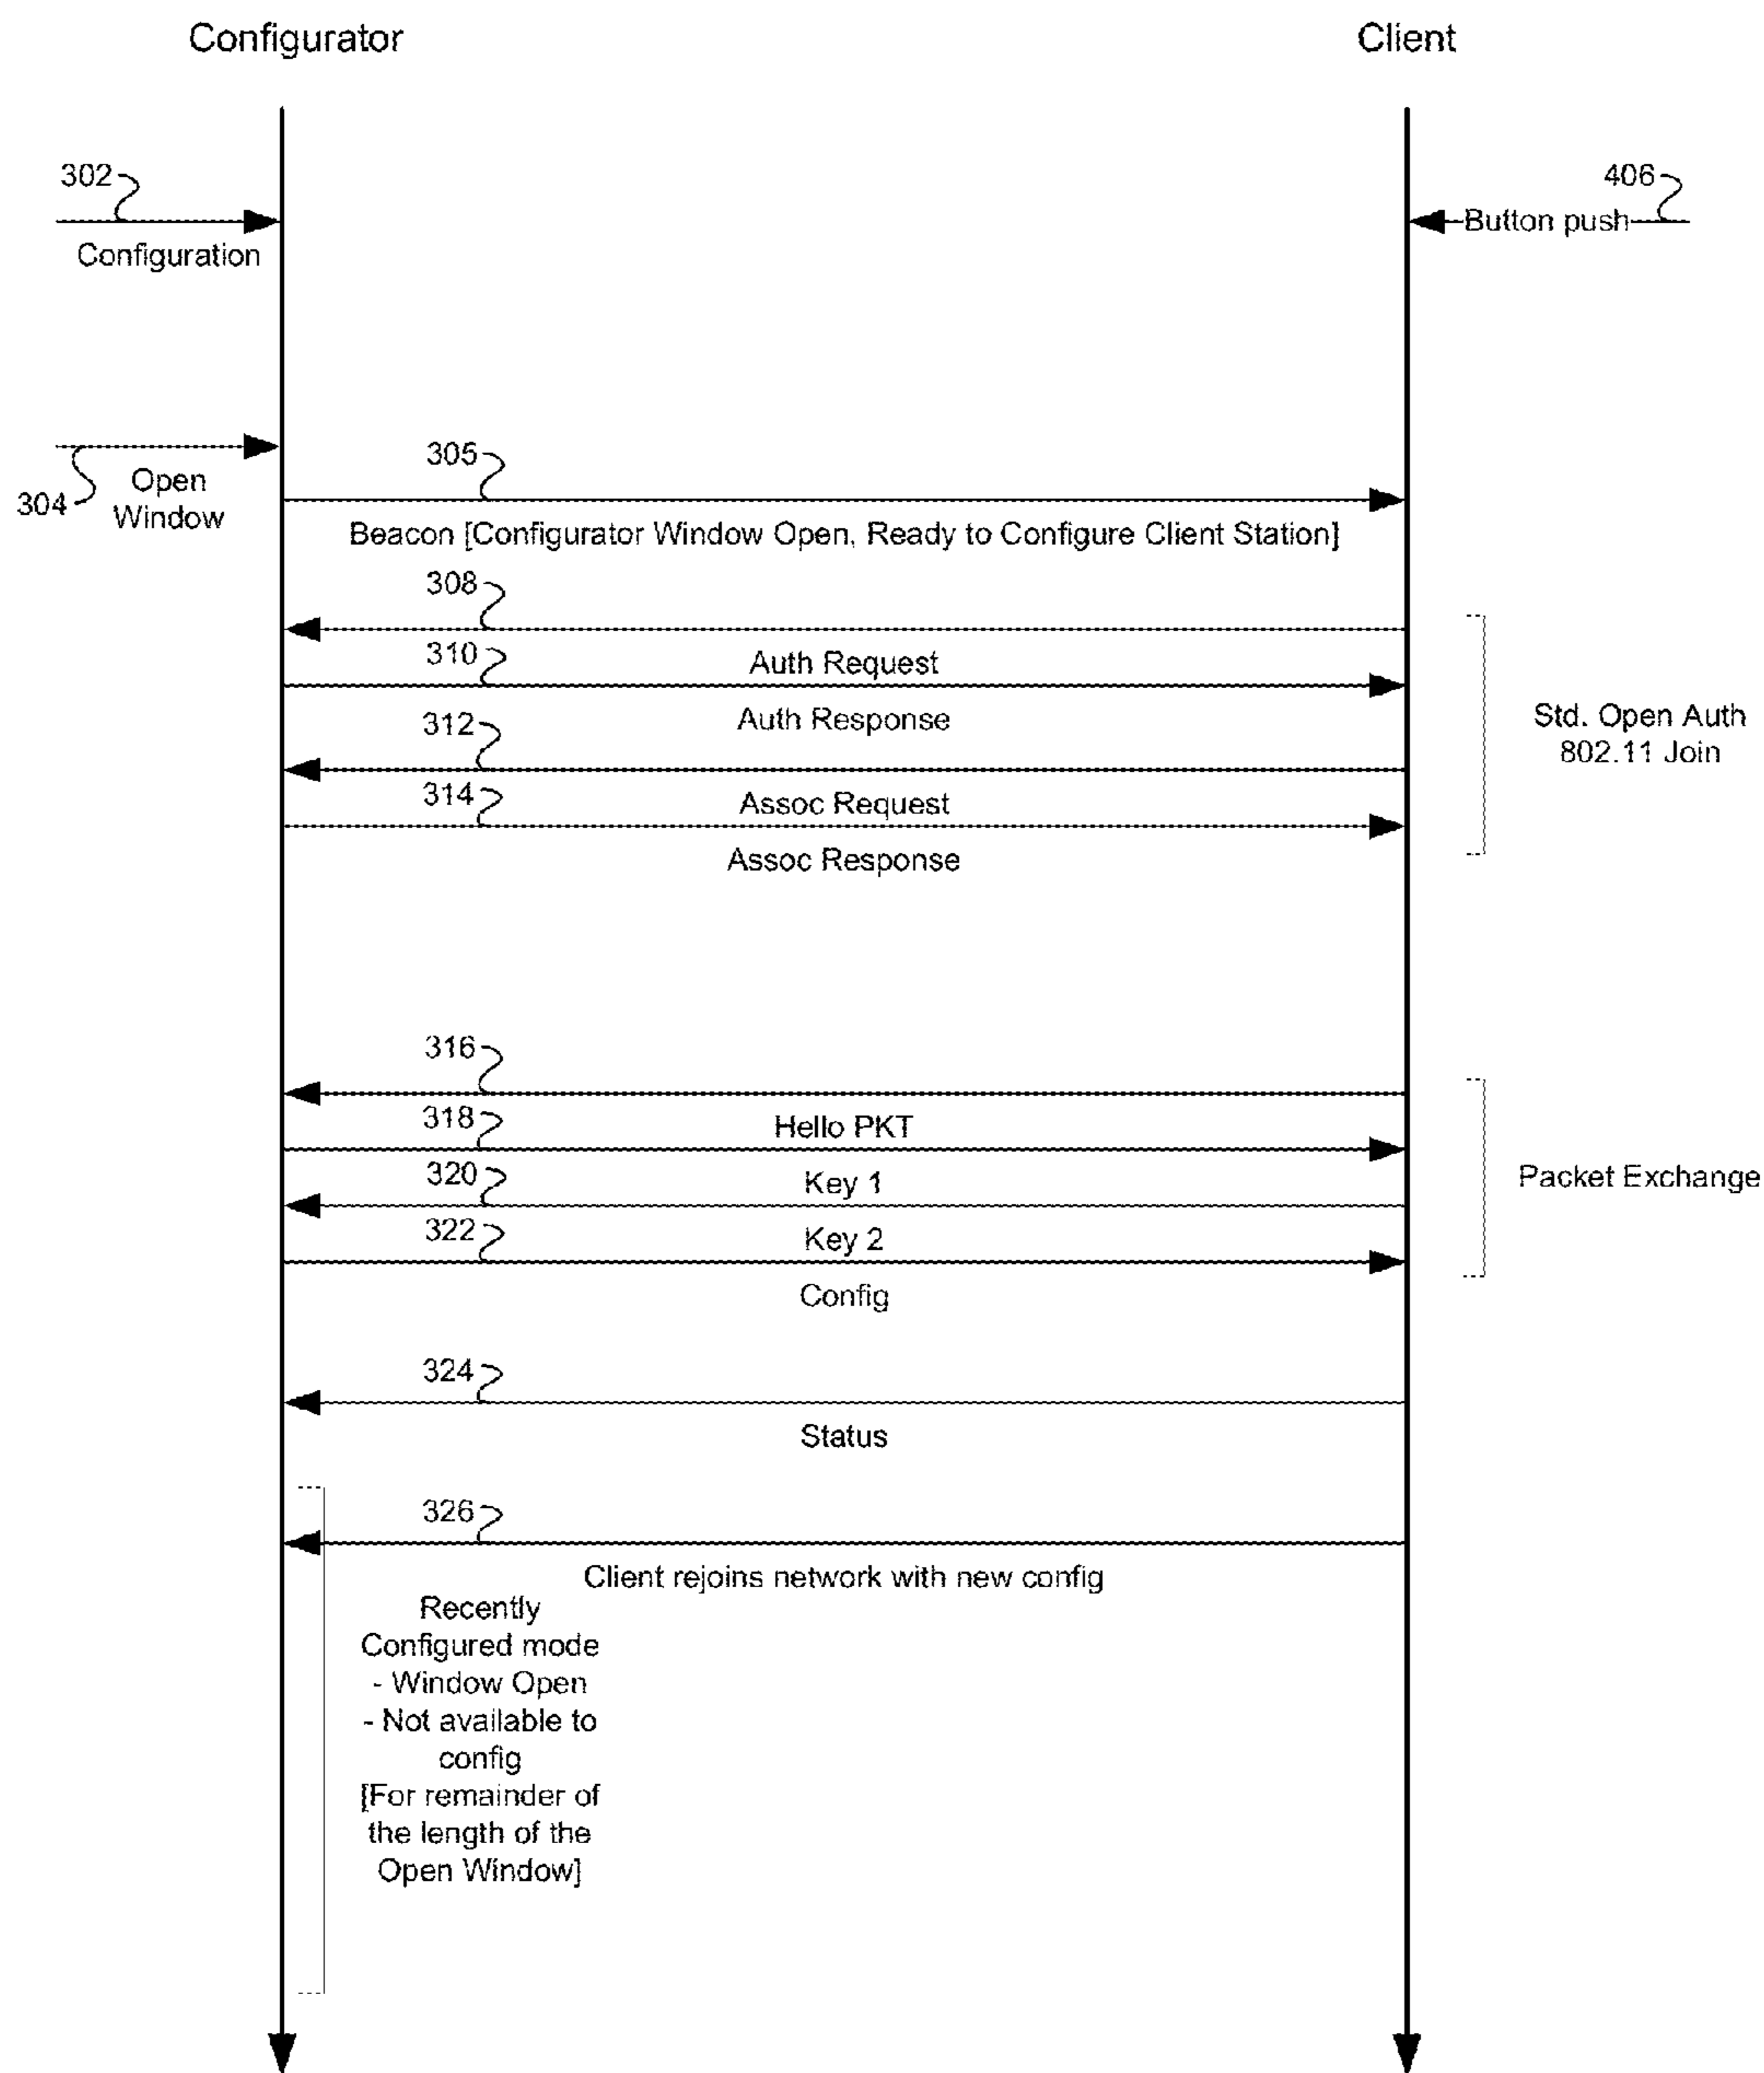 Configurator
Client
302
406
Button push
Configuration
305
304
Open
Window
Beacon [Configurator Window Open, Ready to Configure Client Station]
308
310
Auth Request
312
Auth Response
Std. Open Auth
802.11 Join
314
Assoc Request
Assoc Response
316
318
Hello PKT
320
Key 1
Packet Exchange
322
Key 2
Config
324
Status
326
Client rejoins network with new config
Recently
Configured mode
- Window Open
- Not available to
config
[For remainder of
the length of the
Open Window]